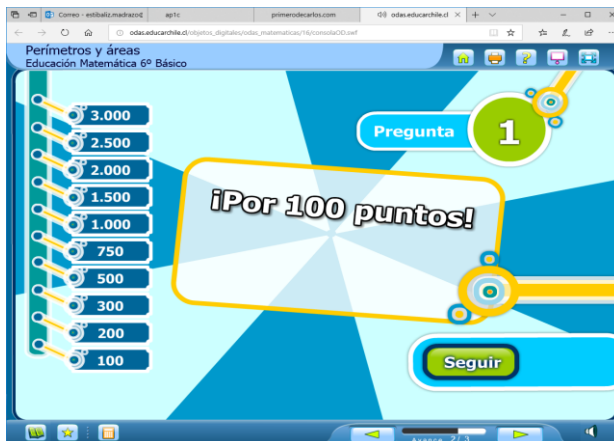 Correo - estibaliz.madrazo
ap1c
primerodecarlos.com
odas.educarchile.cl
odas.educarchile.cl/objetos_digitales/odas_matematicas/16/consolaOD.swf
Perímetros y áreas
Educación Matemática 6º Básico
3.000
2.500
2.000
1.500
1.000
750
500
300
200
100
Pregunta 1
¡Por 100 puntos!
Seguir
Avance 2/ 3